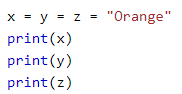 x = y = z = "Orange"
print(x)
print(y)
print(z)